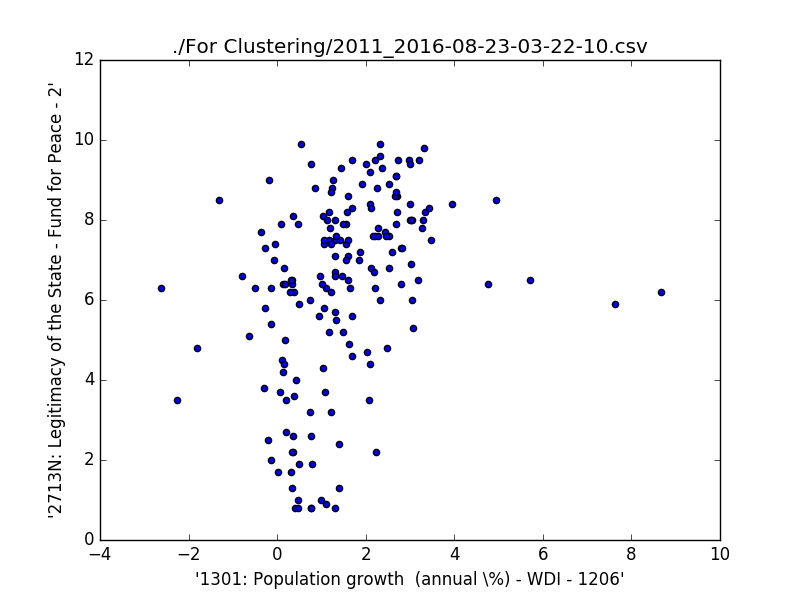 ./For Clustering/2011_2016-08-23-03-22-10.csv
'2713N: Legitimacy of the State - Fund for Peace - 2'
12
10
8
6
4
2
0
−4 −2 0 2 4 6 8 10
'1301: Population growth (annual \%) - WDI - 1206'